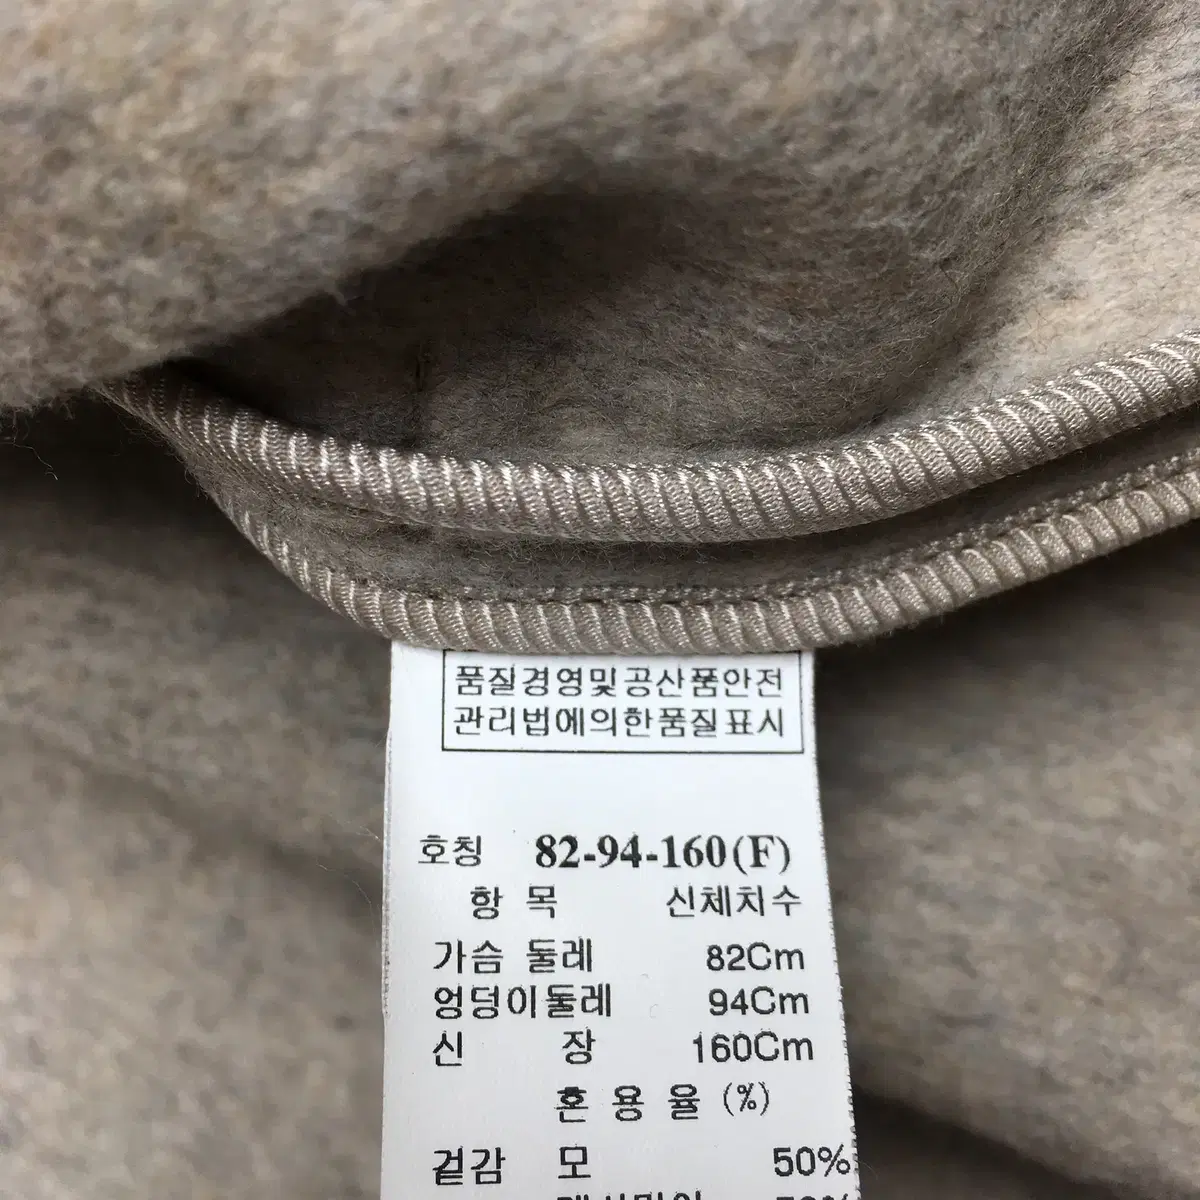 품질경영및공산품안전
관리법에의한품질표시
호칭 82-94-160(F)
항 목 신체치수
가슴 둘레 82Cm
엉덩이둘레 94Cm
신 장 160Cm
혼 용 율 (%)
겉감 모 50%